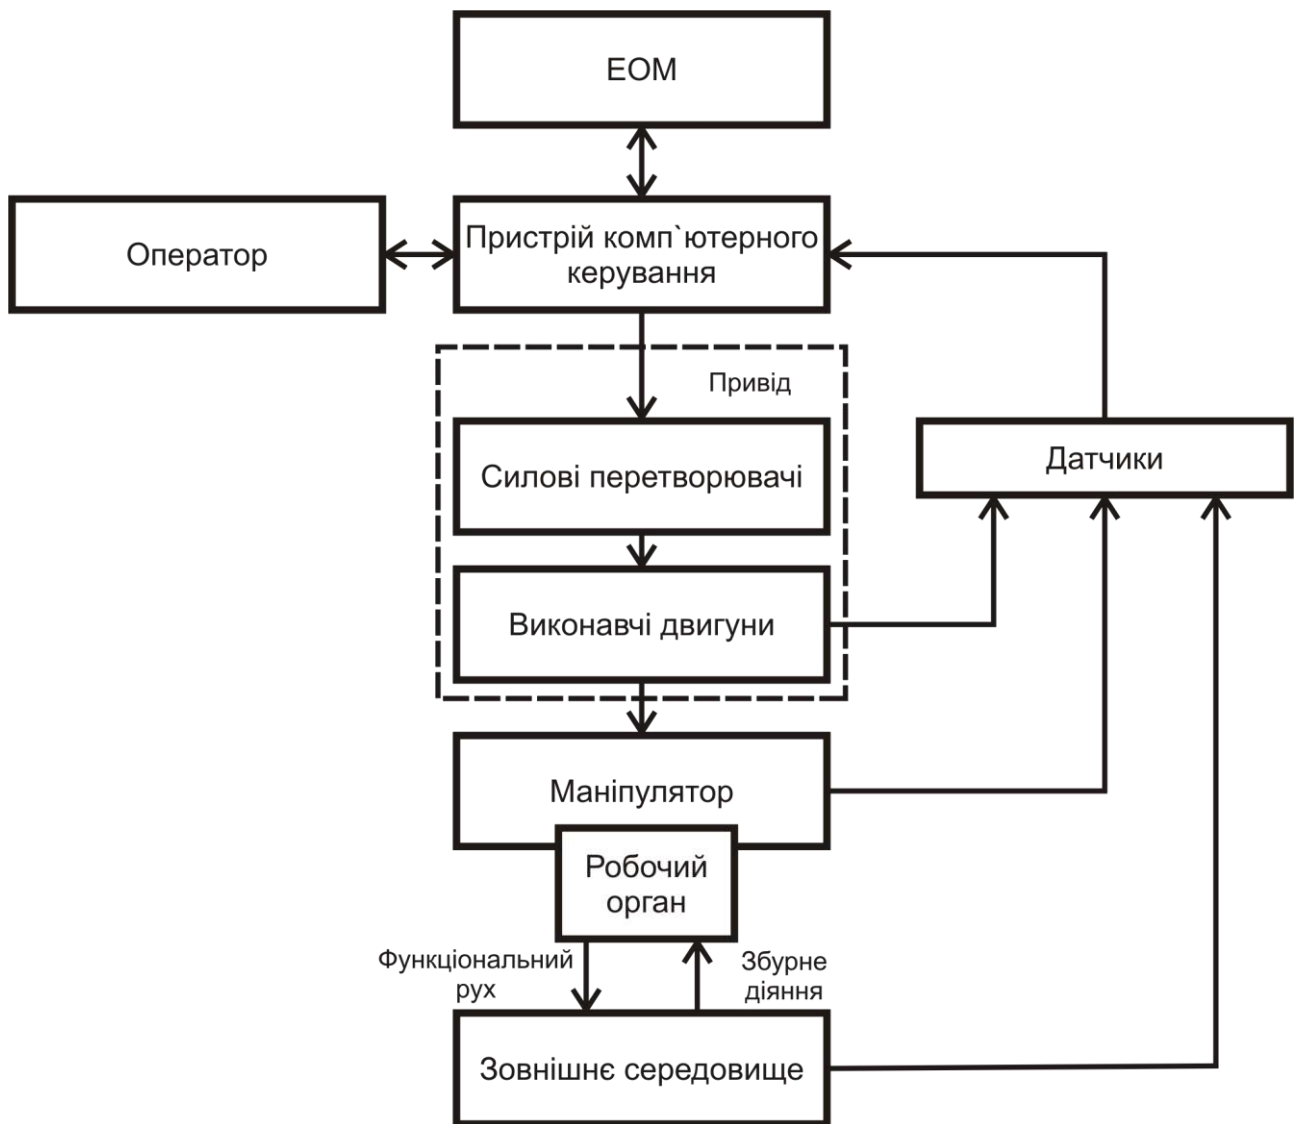 ЕОМ
Оператор
Пристрій комп`ютерного
керування
Привід
Силові перетворювачі
Датчики
Виконавчі двигуни
Маніпулятор
Робочий
орган
Функціональний
рух
Збурне
діяння
Зовнішнє середовище